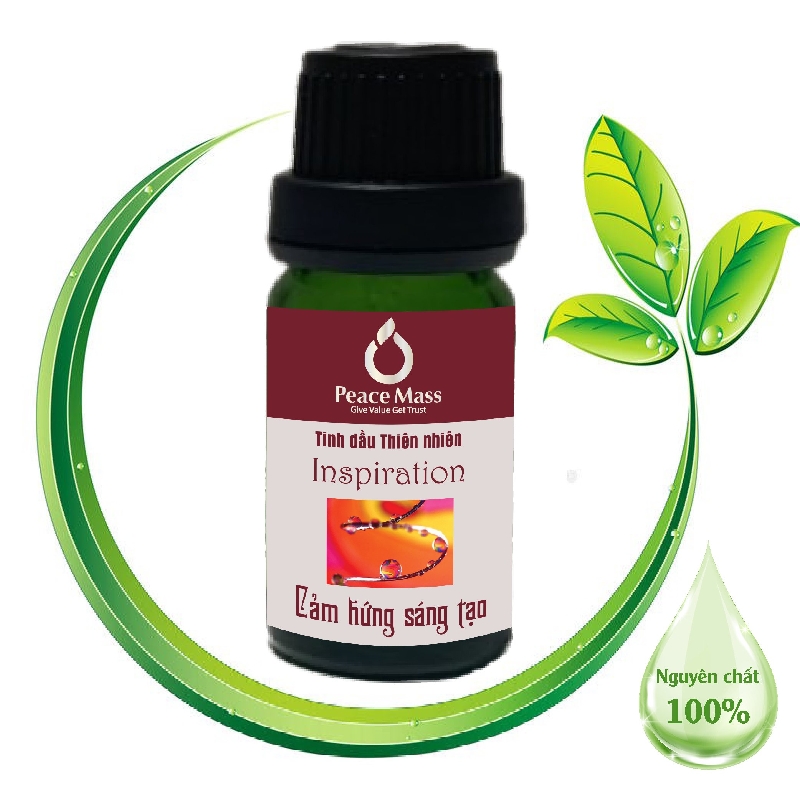 Peace Mass
Give Value Get Trust
Tinh dầu Thiên nhiên
Inspiration
Cảm hứng sáng tạo
Nguyên chất
100%